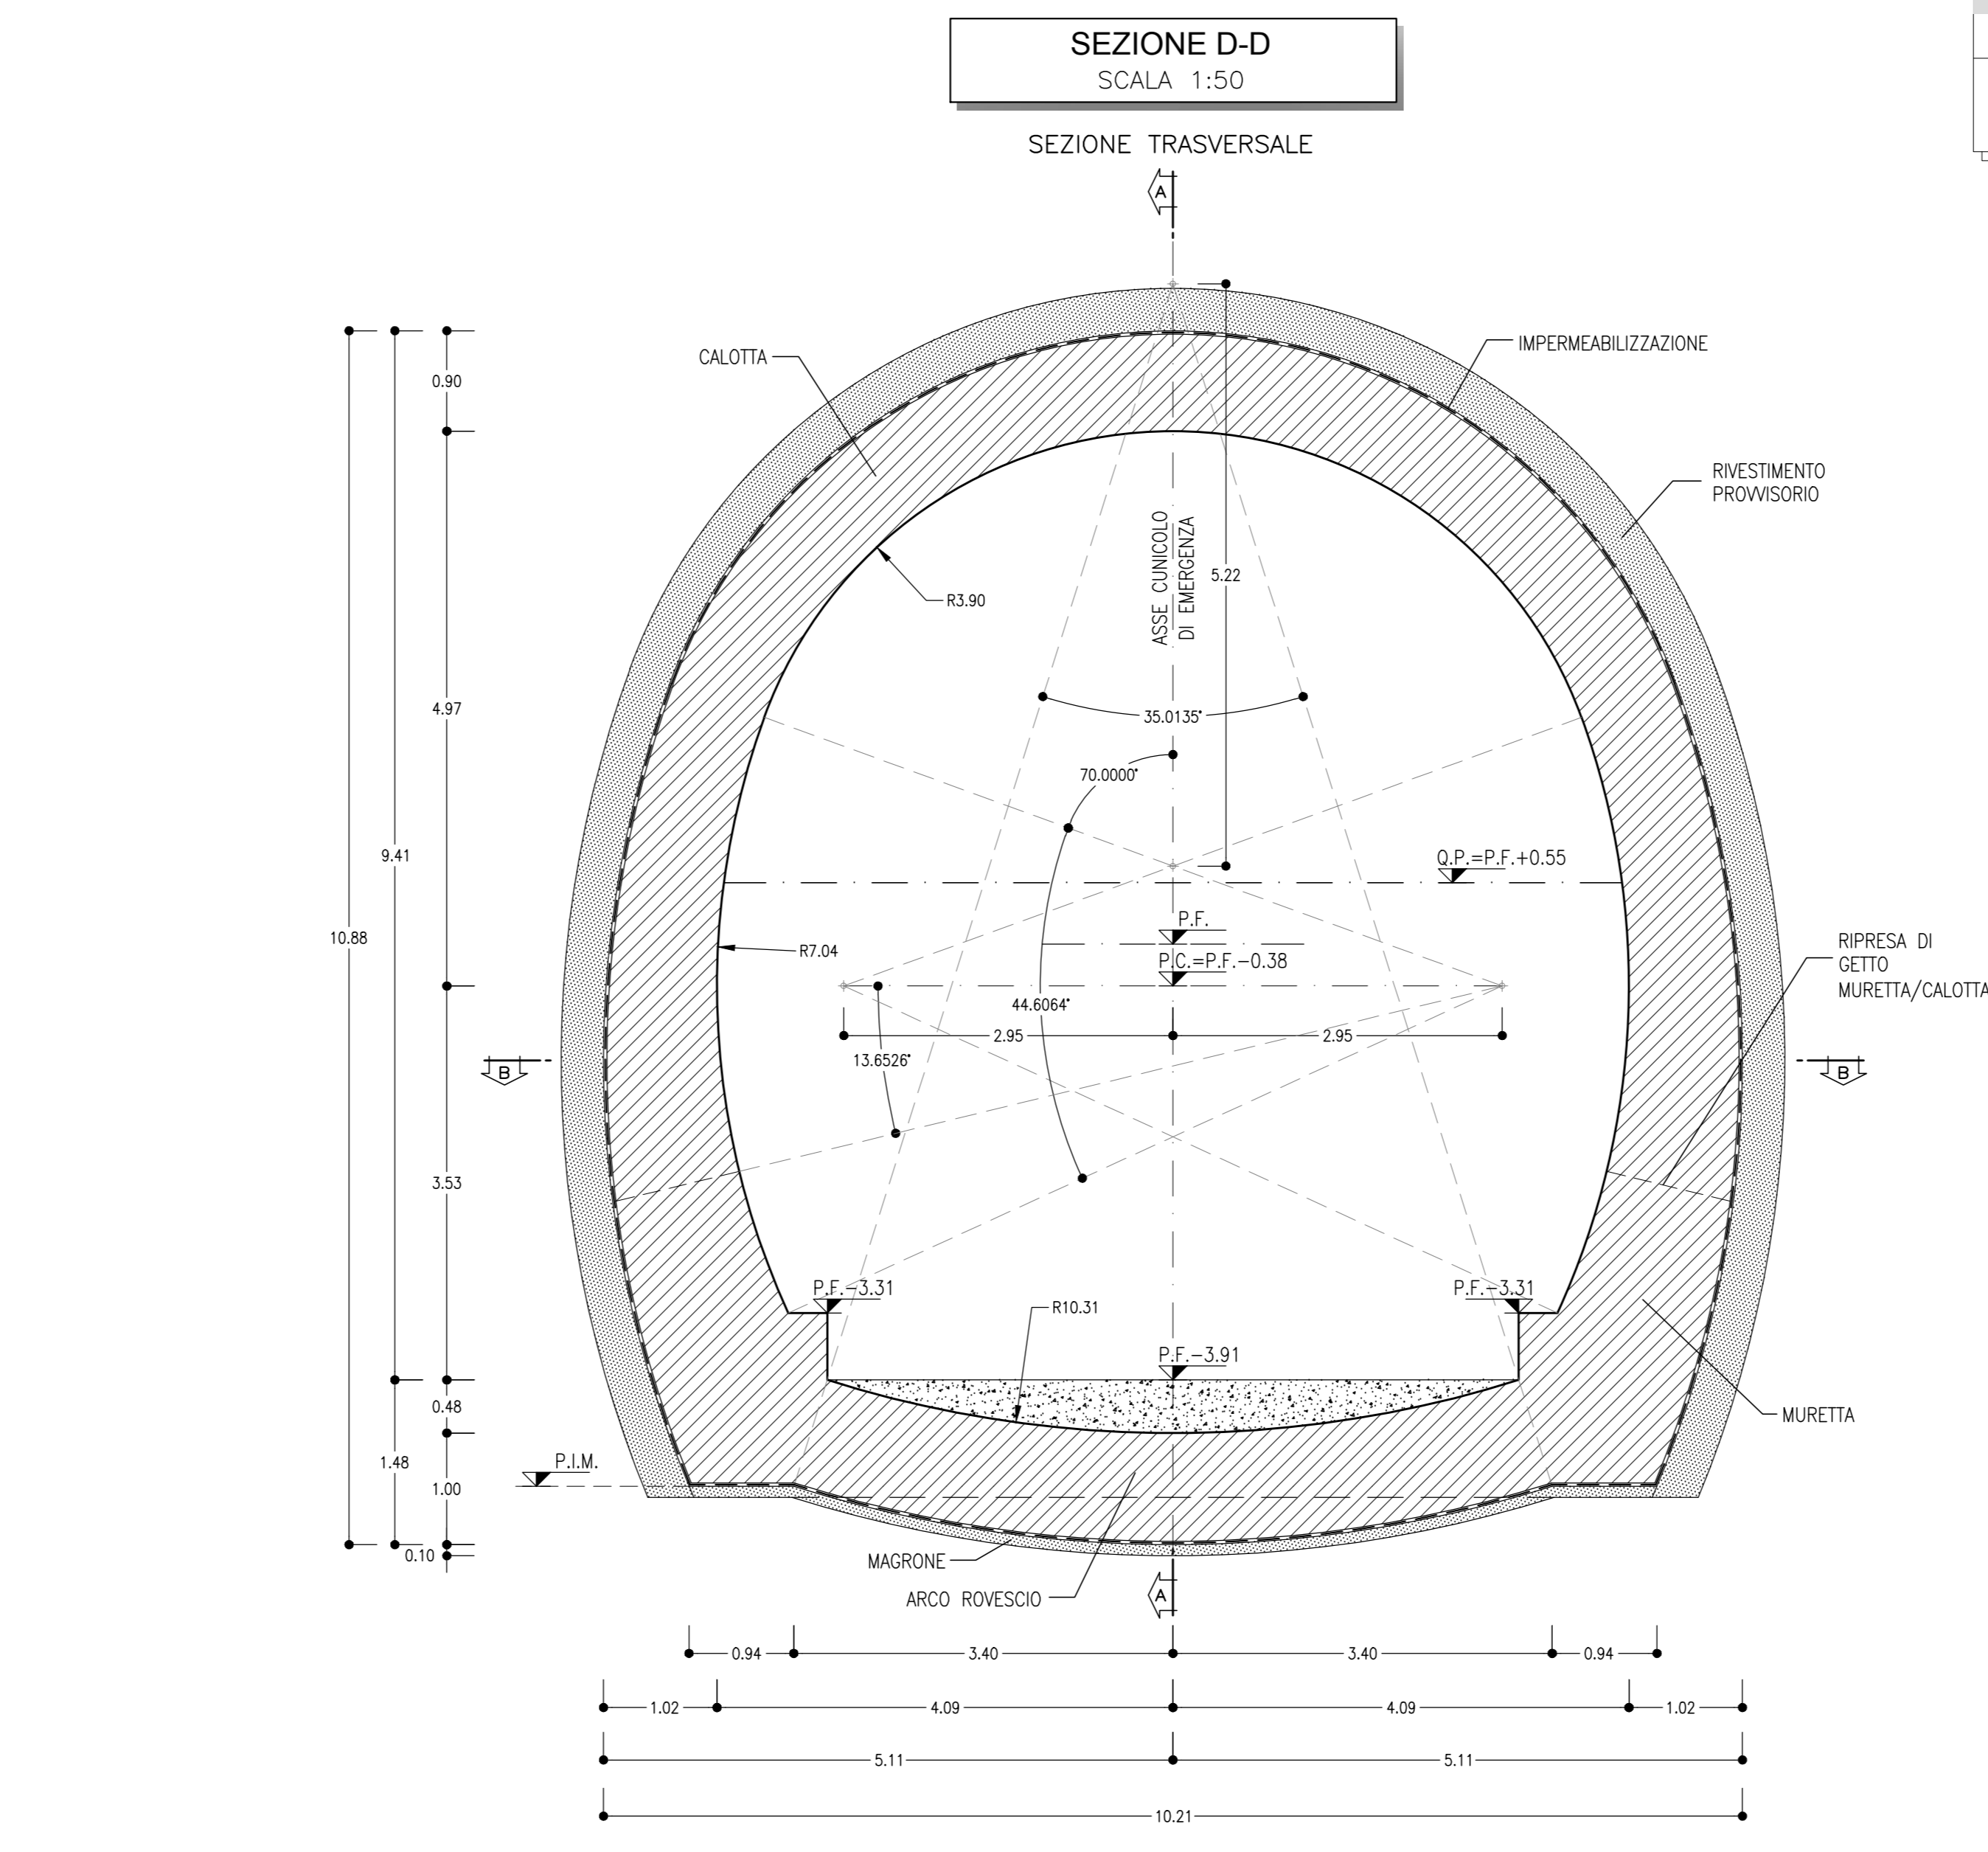 SEZIONE D-D
SCALA 1:50
SEZIONE TRASVERSALE
A
CALOTTA
IMPERMEABILIZZAZIONE
0.90
RIVESTIMENTO
PROVVISORIO
ASSE CUNICOLO
DI EMERGENZA
5.22
R3.90
4.97
35.0135°
70.0000°
9.41
Q.P.=P.F.+0.55
P.F.
10.88
R7.04
P.C.=P.F.-0.38
RIPRESA DI
GETTO
MURETTA/CALOTTA
44.6064°
2.95
2.95
13.6526°
B
B
3.53
P.F.-3.31
P.F.-3.31
R10.31
P.F.-3.91
0.48
MURETTA
1.48
P.I.M.
1.00
0.10
MAGRONE
ARCO ROVESCIO
A
0.94
3.40
3.40
0.94
1.02
4.09
4.09
1.02
5.11
5.11
10.21